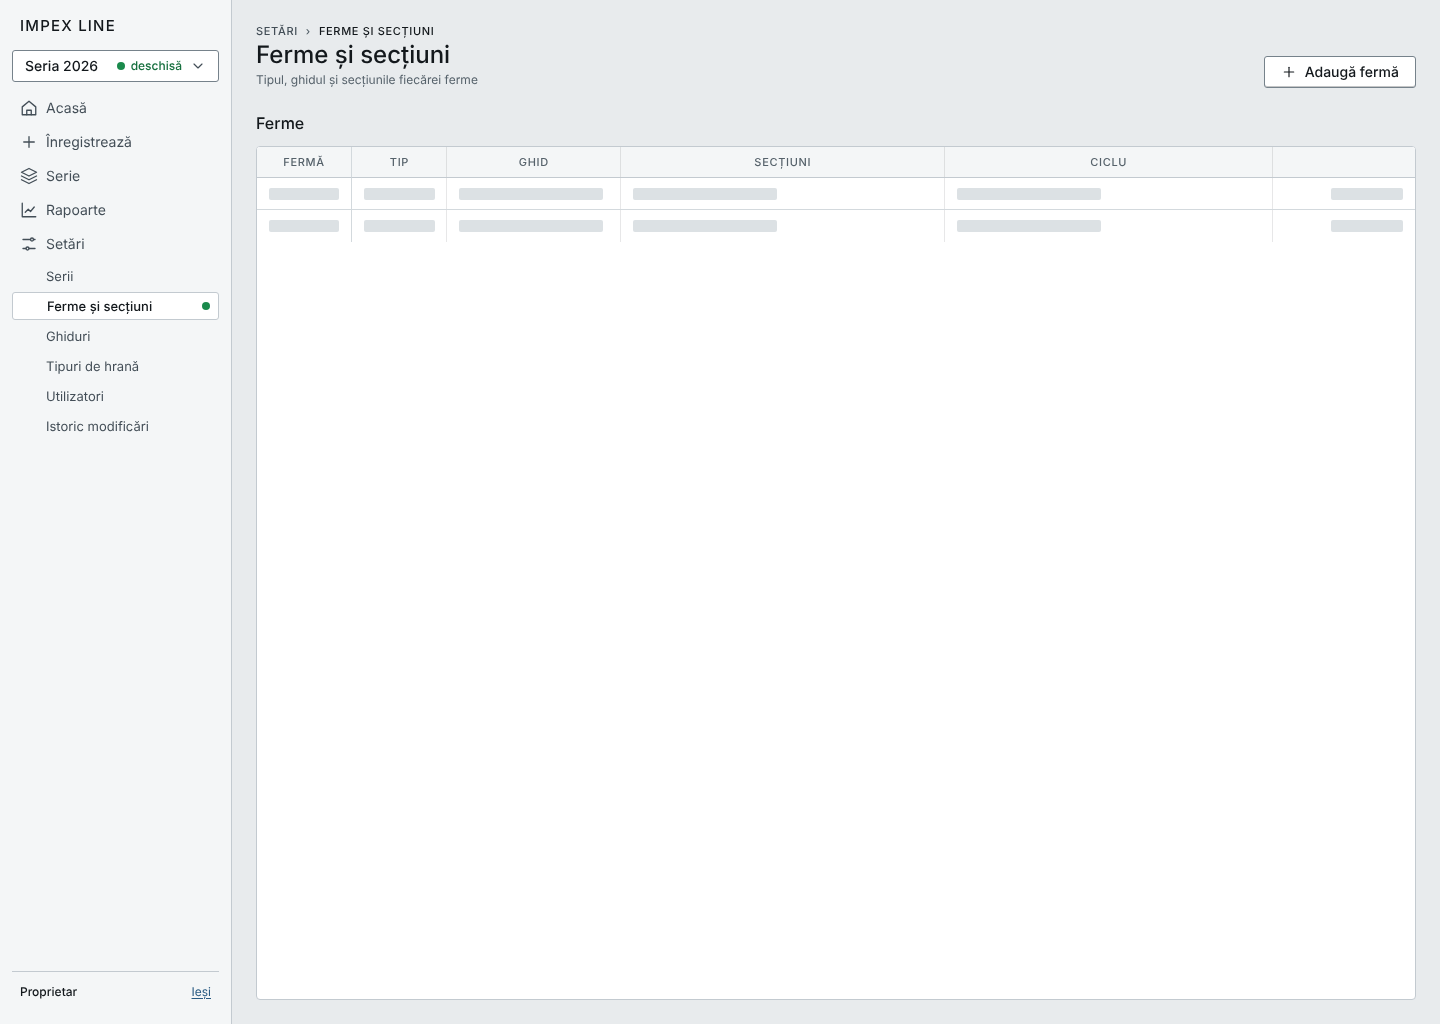 IMPEX LINE
Seria 2026 deschisă
Acasă
Înregistrează
Serie
Rapoarte
Setări
Serii
Ferme și secțiuni
Ghiduri
Tipuri de hrană
Utilizatori
Istoric modificări
Proprietar Ieși
SETĂRI › FERME ȘI SECȚIUNI
Ferme și secțiuni
Tipul, ghidul și secțiunile fiecărei ferme
Adaugă fermă
Ferme
FERMĂ TIP GHID SECȚIUNI CICLU